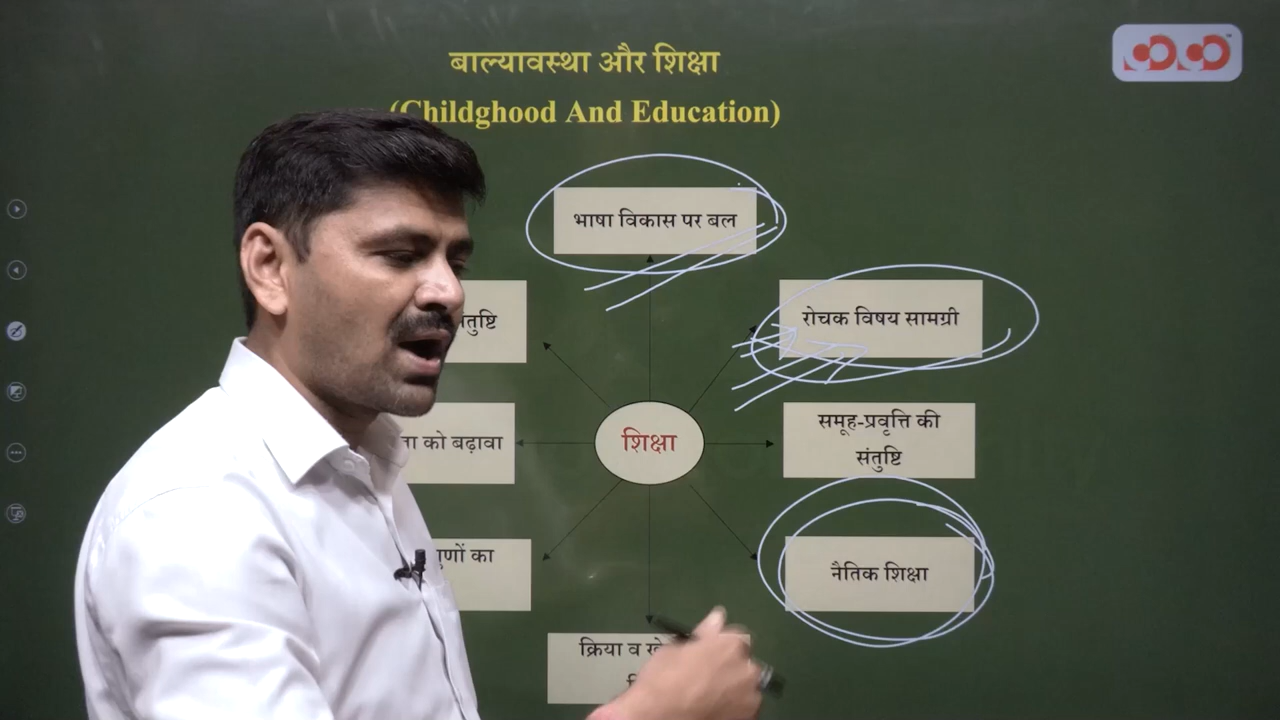 बाल्यावस्था और शिक्षा
(Childghood And Education)
भाषा विकास पर बल
रोचक विषय सामग्री
समूह-प्रवृत्ति की
संतुष्टि
को बढ़ावा
शिक्षा
का
नैतिक शिक्षा
क्रिया व